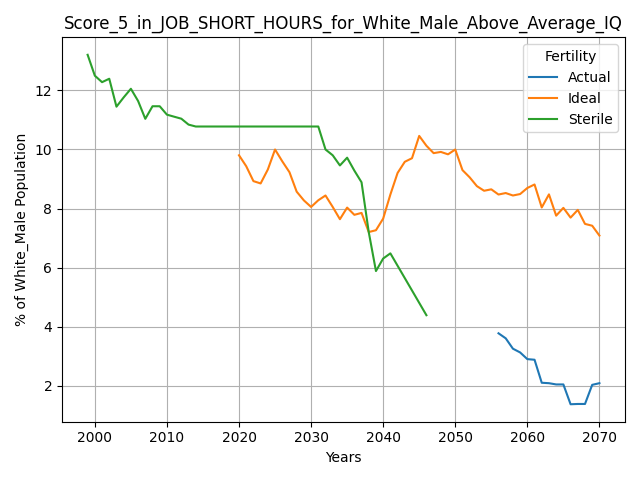 Score_5_in_JOB_SHORT_HOURS_for_White_Male_Above_Average_IQ
Fertility
Actual
Ideal
Sterile
% of White_Male Population
12
10
8
6
4
2
2000 2010 2020 2030 2040 2050 2060 2070
Years